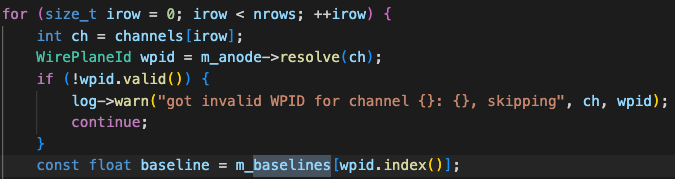 for (size_t irow = 0; irow < nrows; ++irow) {
    int ch = channels[irow];
    WirePlaneId wpid = m_anode->resolve(ch);
    if (!wpid.valid()) {
        log->warn("got invalid WPID for channel {}: {}, skipping", ch, wpid);
        continue;
    }
    const float baseline = m_baselines[wpid.index()];